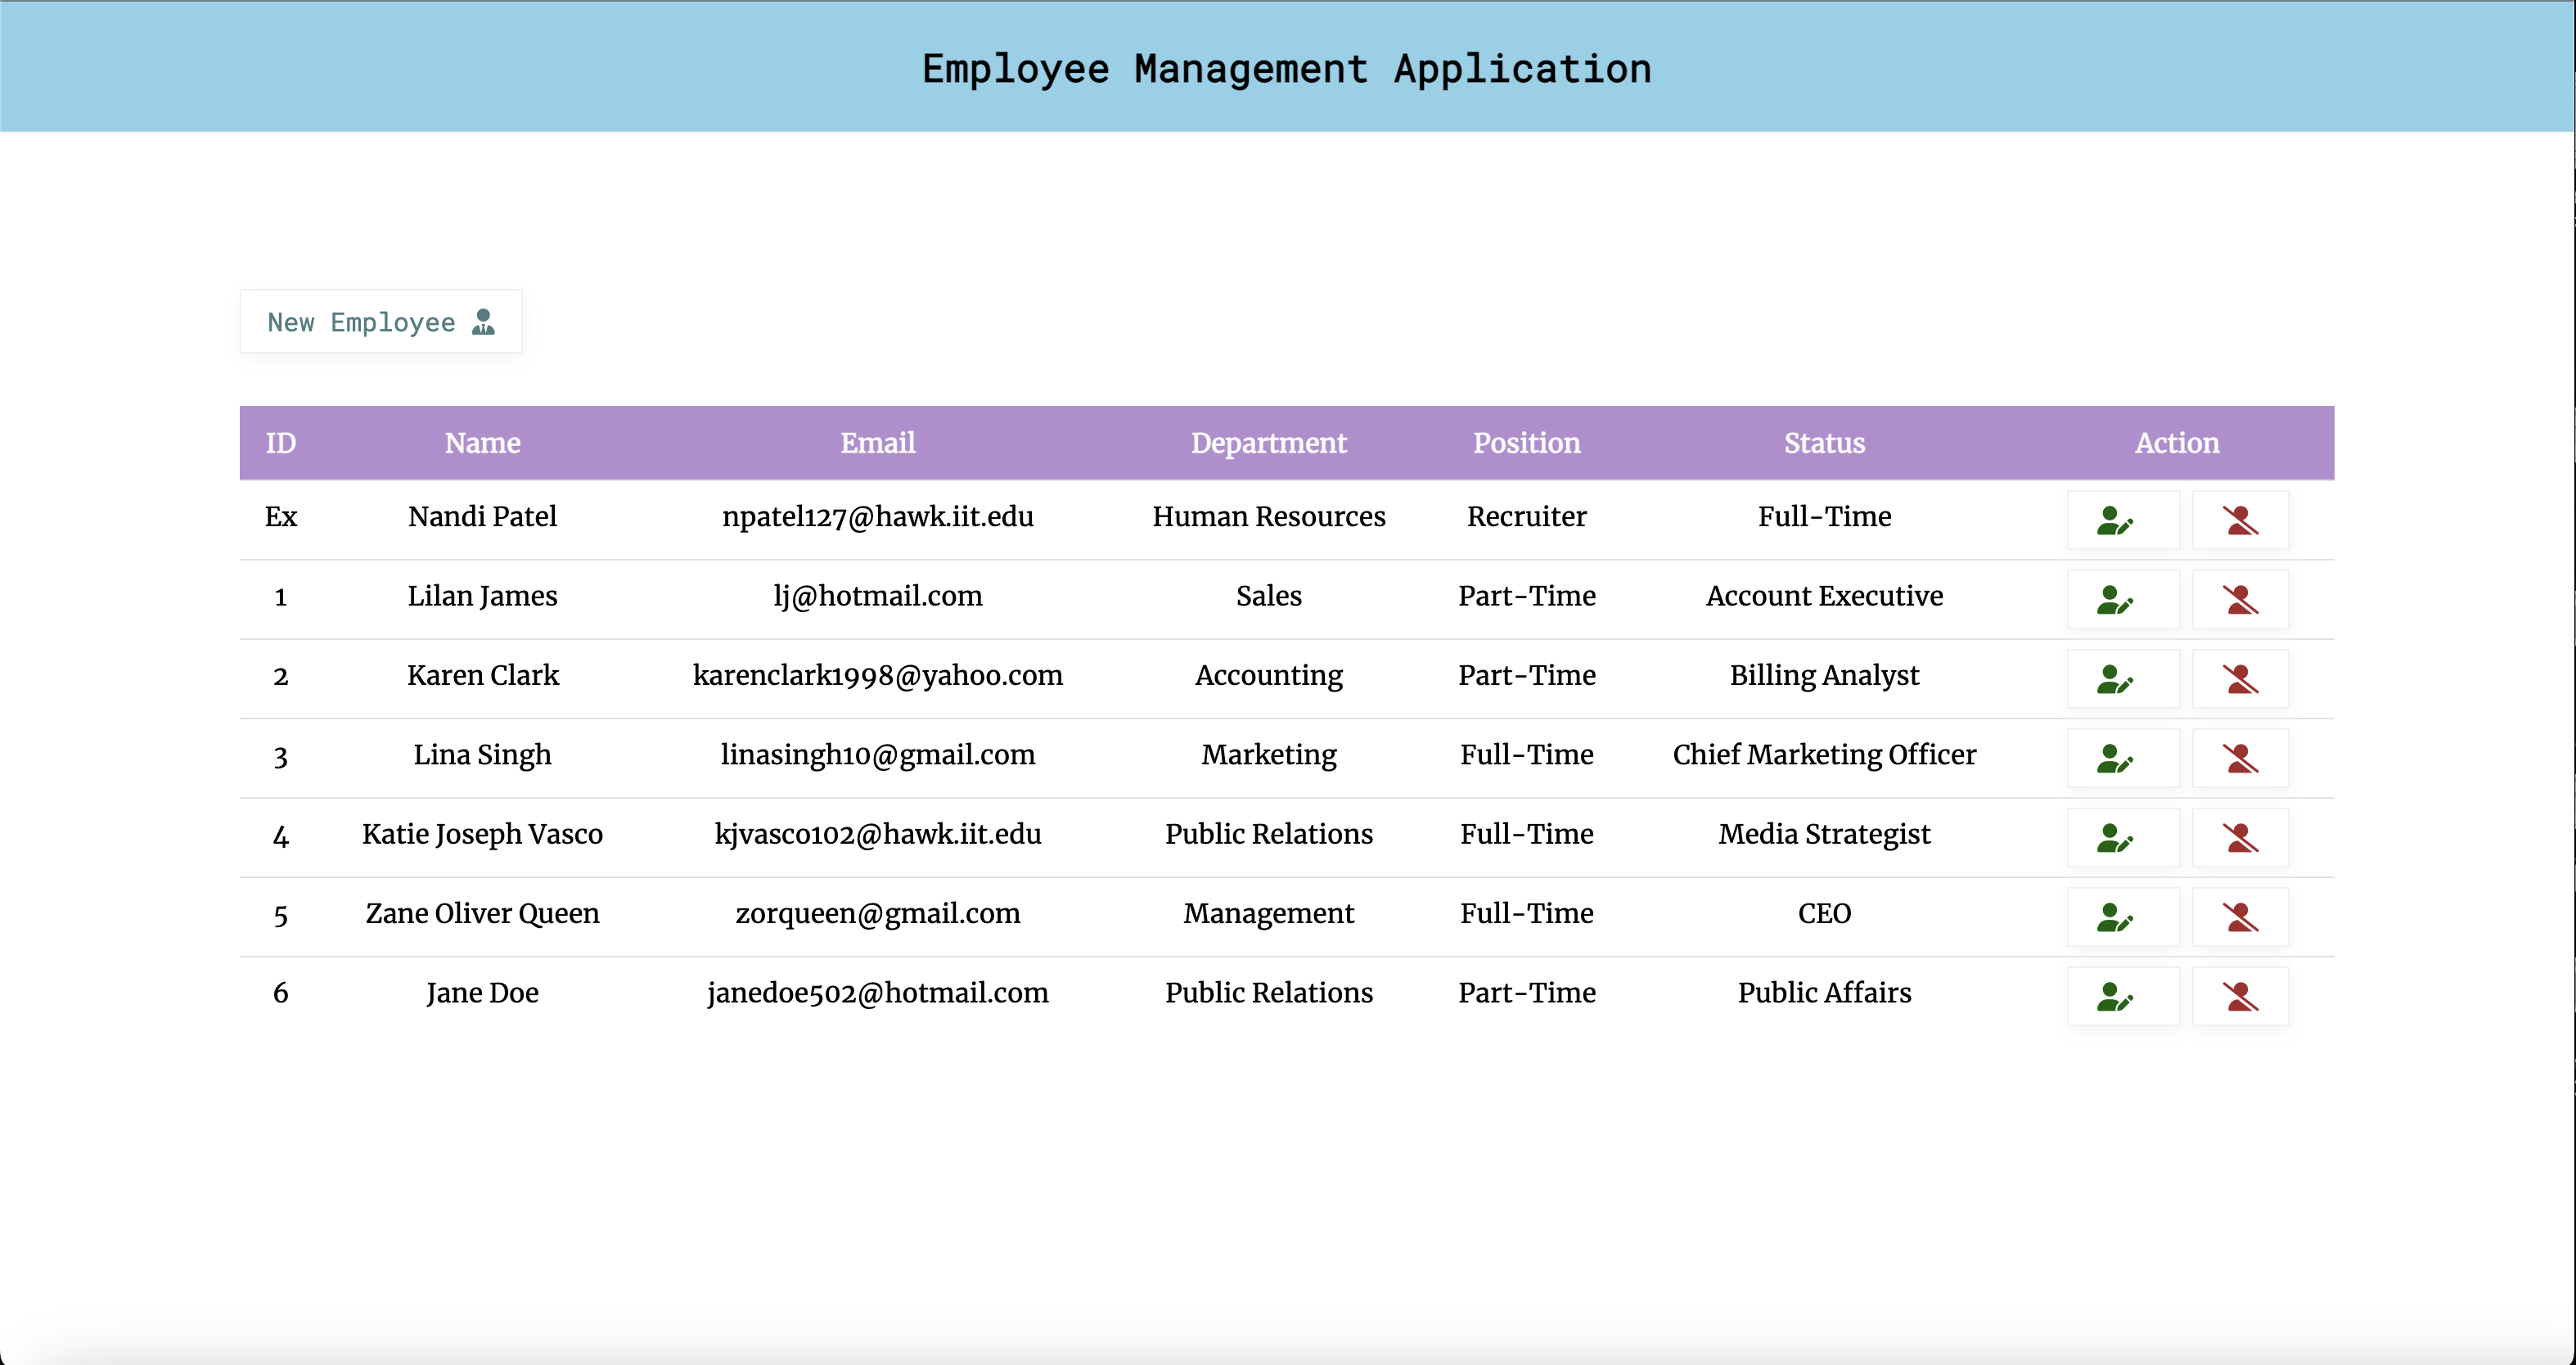 Employee Management Application
New Employee
ID Name Email Department Position Status Action
Ex Nandi Patel npatel127@hawk.iit.edu Human Resources Recruiter Full-Time
1 Lilan James lj@hotmail.com Sales Part-Time Account Executive
2 Karen Clark karenclark1998@yahoo.com Accounting Part-Time Billing Analyst
3 Lina Singh linasingh10@gmail.com Marketing Full-Time Chief Marketing Officer
4 Katie Joseph Vasco kjvasco102@hawk.iit.edu Public Relations Full-Time Media Strategist
5 Zane Oliver Queen zorqueen@gmail.com Management Full-Time CEO
6 Jane Doe janedoe502@hotmail.com Public Relations Part-Time Public Affairs